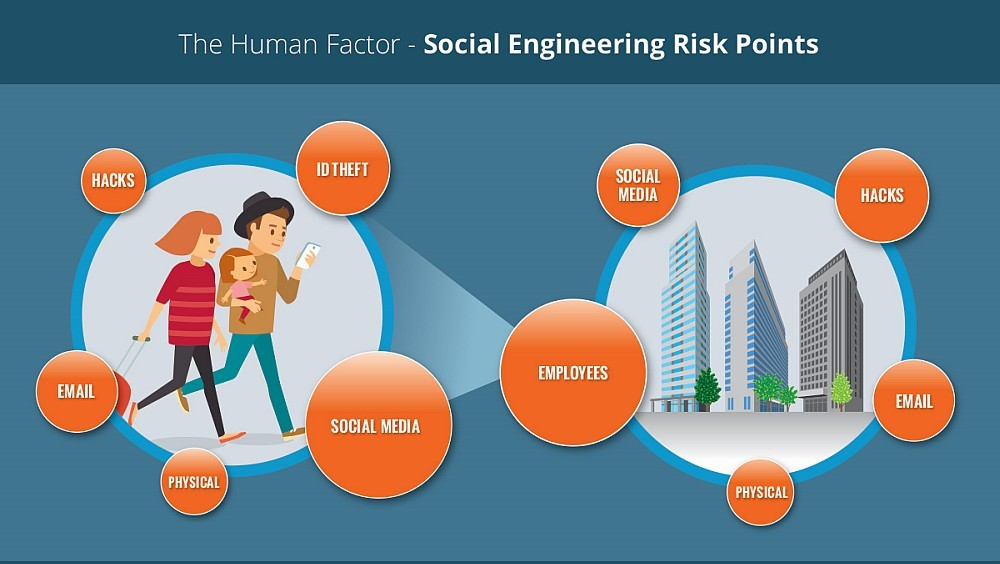 The Human Factor - Social Engineering Risk Points
HACKS
ID THEFT
EMAIL
SOCIAL MEDIA
PHYSICAL
SOCIAL
MEDIA
HACKS
EMPLOYEES
EMAIL
PHYSICAL